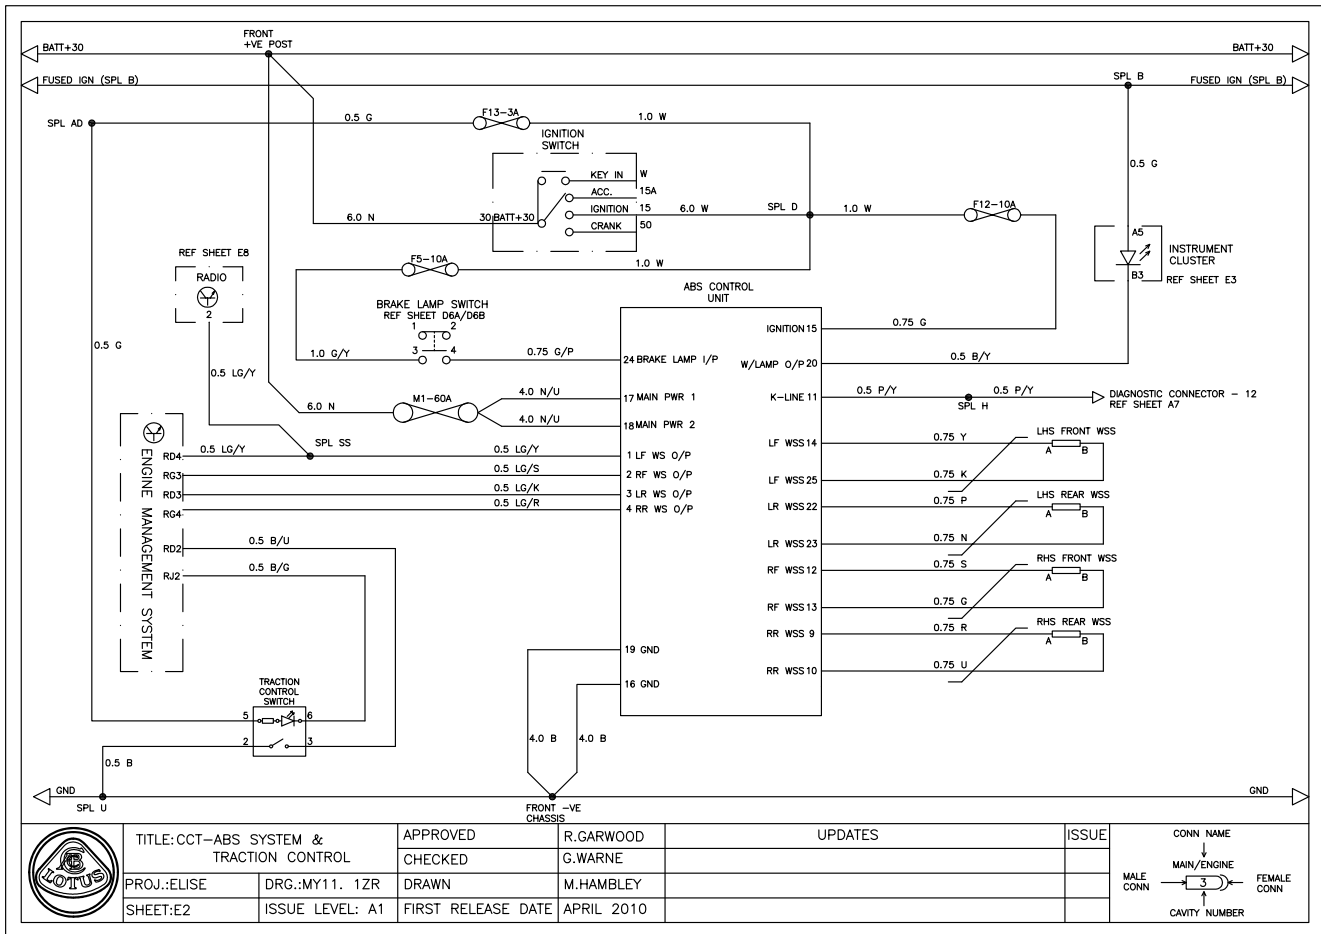 FRONT
+VE POST
BATT+30
BATT+30
FUSED IGN (SPL B)
SPL B
FUSED IGN (SPL B)
SPL AD
0.5 G
F13-3A
1.0 W
IGNITION
SWITCH
KEY IN
W
ACC.
15A
IGNITION
15
CRANK
50
30
BATT+30
6.0 N
6.0 W
SPL D
1.0 W
F12-10A
0.5 G
A5
B3
INSTRUMENT
CLUSTER
REF SHEET E3
F5-10A
1.0 W
REF SHEET E8
RADIO
2
BRAKE LAMP SWITCH
REF SHEET D6A/D6B
1
2
3
4
1.0 G/Y
0.75 G/P
0.5 G
0.5 LG/Y
ABS CONTROL
UNIT
IGNITION 15
0.75 G
24 BRAKE LAMP I/P
W/LAMP O/P 20
0.5 B/Y
6.0 N
M1-60A
4.0 N/U
4.0 N/U
17 MAIN PWR 1
18 MAIN PWR 2
K-LINE 11
0.5 P/Y
SPL H
0.5 P/Y
DIAGNOSTIC CONNECTOR - 12
REF SHEET A7
ENGINE MANAGEMENT SYSTEM
RD4
0.5 LG/Y
SPL SS
0.5 LG/Y
1 LF WS O/P
RG3
0.5 LG/S
2 RF WS O/P
RD3
0.5 LG/K
3 LR WS O/P
RG4
0.5 LG/R
4 RR WS O/P
RD2
0.5 B/U
RJ2
0.5 B/G
LF WSS 14
0.75 Y
LHS FRONT WSS
A
B
LF WSS 25
0.75 K
LR WSS 22
0.75 P
LHS REAR WSS
A
B
LR WSS 23
0.75 N
RF WSS 12
0.75 S
RHS FRONT WSS
A
B
RF WSS 13
0.75 G
RR WSS 9
0.75 R
RHS REAR WSS
A
B
RR WSS 10
0.75 U
19 GND
16 GND
TRACTION
CONTROL
SWITCH
5
6
2
3
0.5 B
4.0 B
4.0 B
GND
SPL U
FRONT -VE
CHASSIS
GND
LOTUS
TITLE:CCT-ABS SYSTEM &
TRACTION CONTROL
PROJ.:ELISE
DRG.:MY11. 1ZR
SHEET:E2
ISSUE LEVEL: A1
APPROVED
R.GARWOOD
CHECKED
G.WARNE
DRAWN
M.HAMBLEY
FIRST RELEASE DATE
APRIL 2010
UPDATES
ISSUE
CONN NAME
MAIN/ENGINE
MALE
CONN
3
FEMALE
CONN
CAVITY NUMBER